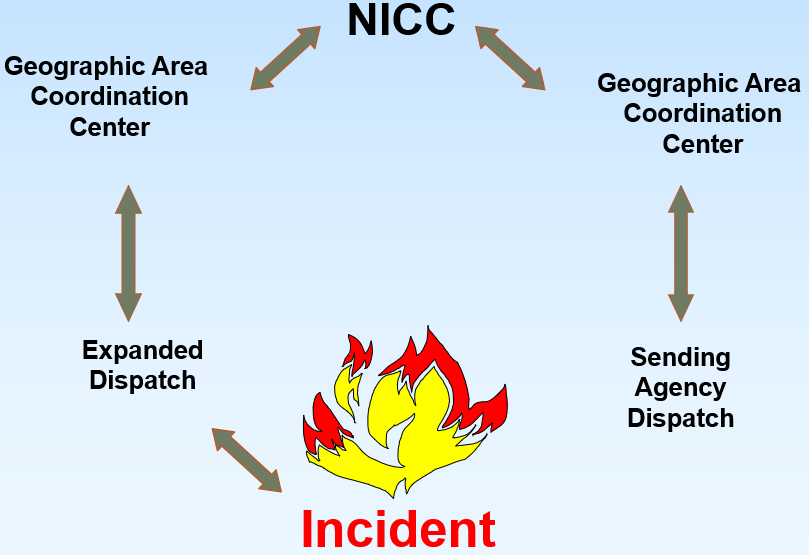 NICC
Geographic Area
Coordination
Center
Geographic Area
Coordination
Center
Expanded
Dispatch
Sending
Agency
Dispatch
Incident